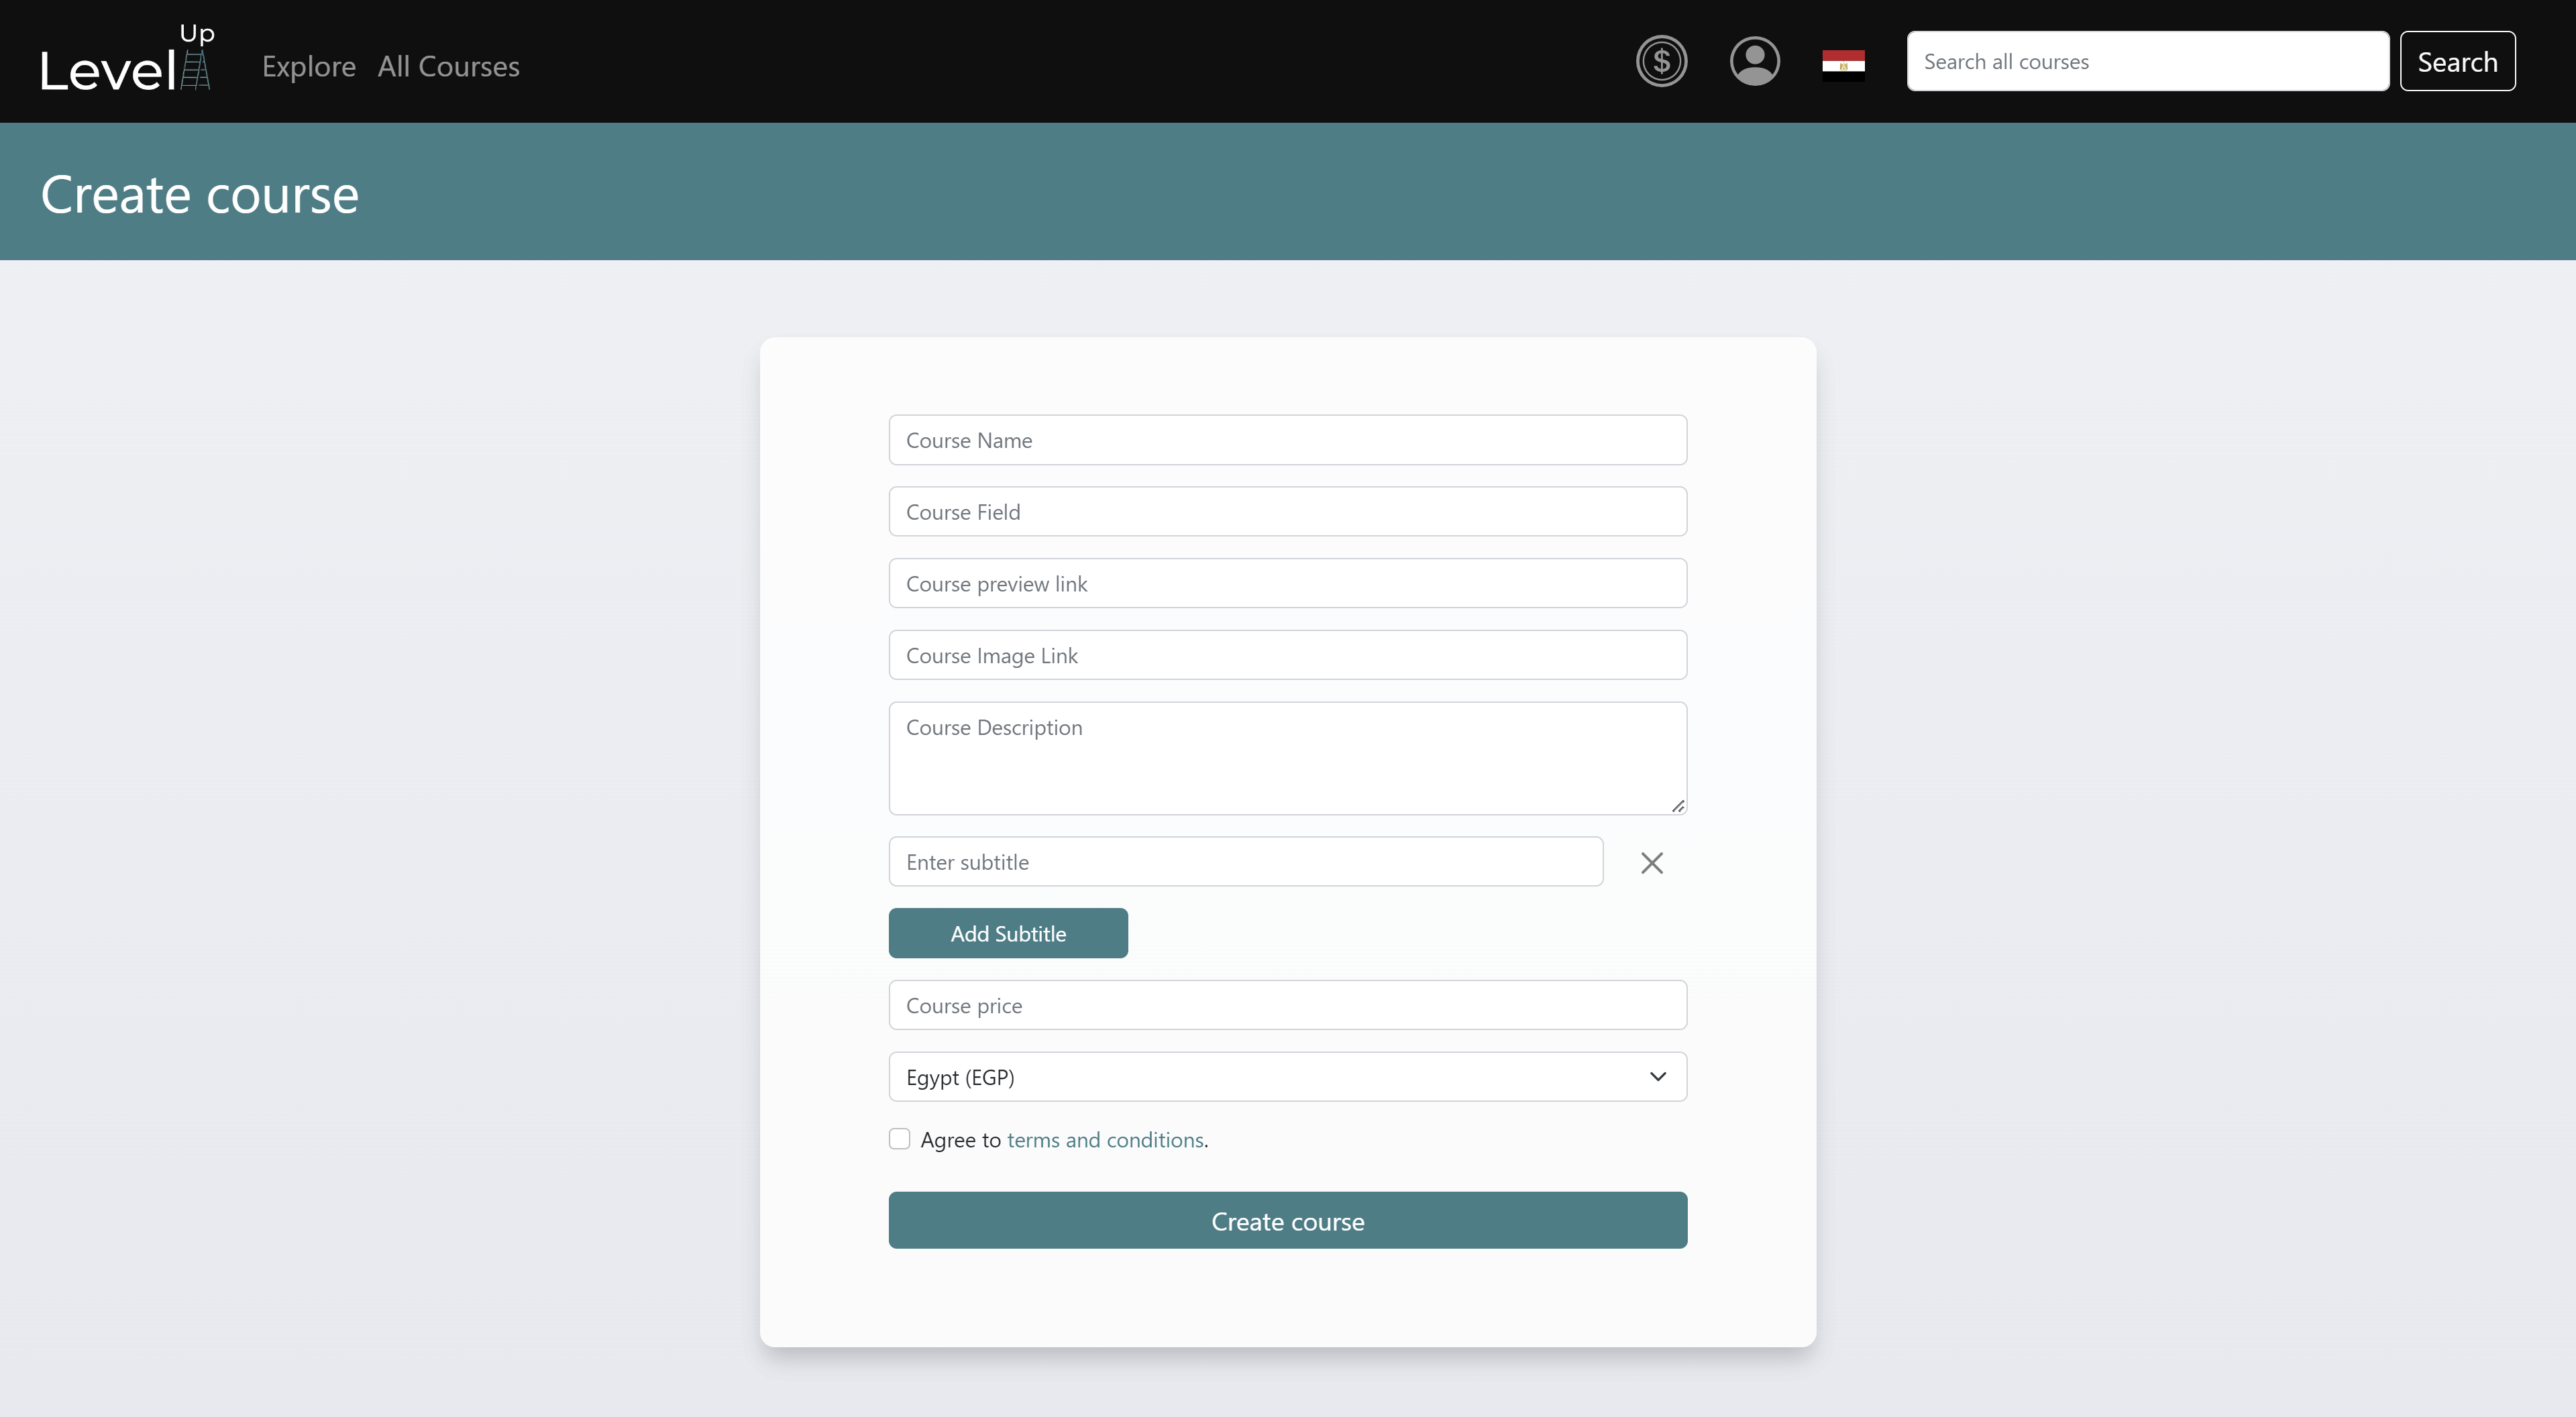 Level Up
Explore
All Courses
$
Search all courses
Search
Create course
Course Name
Course Field
Course preview link
Course Image Link
Course Description
Enter subtitle
Add Subtitle
Course price
Egypt (EGP)
Agree to terms and conditions.
Create course